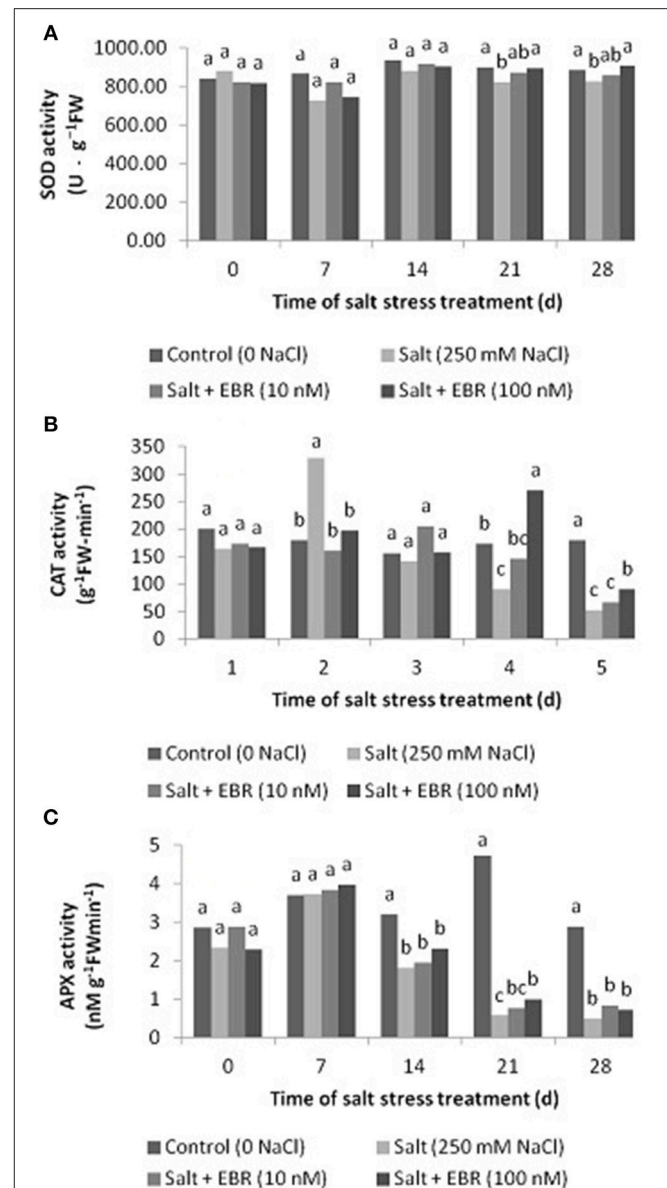 A
SOD activity
(U · g⁻¹FW
1000.00
800.00
600.00
400.00
200.00
0.00
a a a a
a a a a
a a a a
a b ab a
a b ab a
0 7 14 21 28
Time of salt stress treatment (d)
Control (0 NaCl) Salt (250 mM NaCl)
Salt + EBR (10 nM) Salt + EBR (100 nM)
B
CAT activity
(g⁻¹FW-min⁻¹)
350
300
250
200
150
100
50
0
a a a a
b a b b
a a a a
b c bc a
a c c b
1 2 3 4 5
Time of salt stress treatment (d)
Control (0 NaCl) Salt (250 mM NaCl)
Salt + EBR (10 nM) Salt + EBR (100 nM)
C
APX activity
(nM g⁻¹FWmin⁻¹)
5
4
3
2
1
0
a a a a
a a a a
a b b b
a c bc b
a b b b
0 7 14 21 28
Time of salt stress treatment (d)
Control (0 NaCl) Salt (250 mM NaCl)
Salt + EBR (10 nM) Salt + EBR (100 nM)